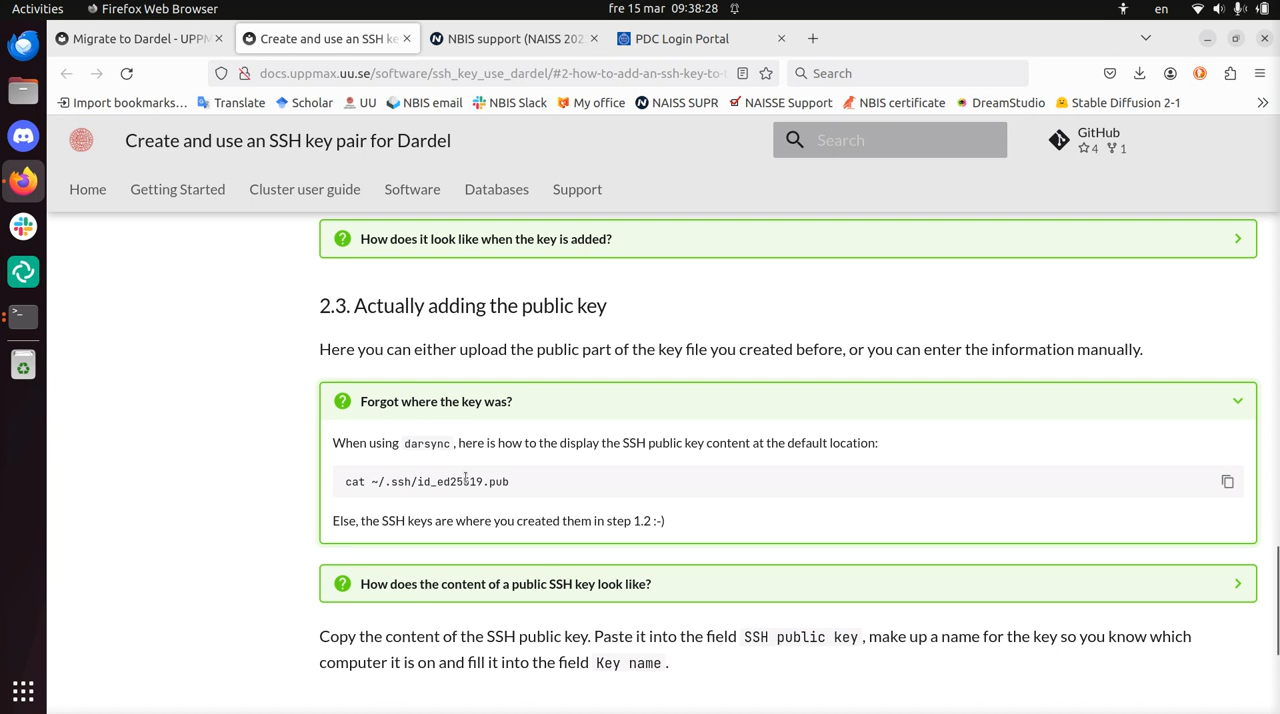 Activities Firefox Web Browser fre 15 mar 09:38:28 en
Migrate to Dardel - UPPM Create and use an SSH ke NBIS support (NAISS 202 PDC Login Portal
docs.uppmax.uu.se/software/ssh_key_use_dardel/#2-how-to-add-an-ssh-key-to- Search
Import bookmarks... Translate Scholar UU NBIS email NBIS Slack My office NAISS SUPR NAISSE Support NBIS certificate DreamStudio Stable Diffusion 2-1
Create and use an SSH key pair for Dardel Search GitHub
4 1
Home Getting Started Cluster user guide Software Databases Support
How does it look like when the key is added?
2.3. Actually adding the public key
Here you can either upload the public part of the key file you created before, or you can enter the information manually.
Forgot where the key was?
When using darsync, here is how to the display the SSH public key content at the default location:
cat ~/.ssh/id_ed25519.pub
Else, the SSH keys are where you created them in step 1.2 :-)
How does the content of a public SSH key look like?
Copy the content of the SSH public key. Paste it into the field SSH public key, make up a name for the key so you know which
computer it is on and fill it into the field Key name.